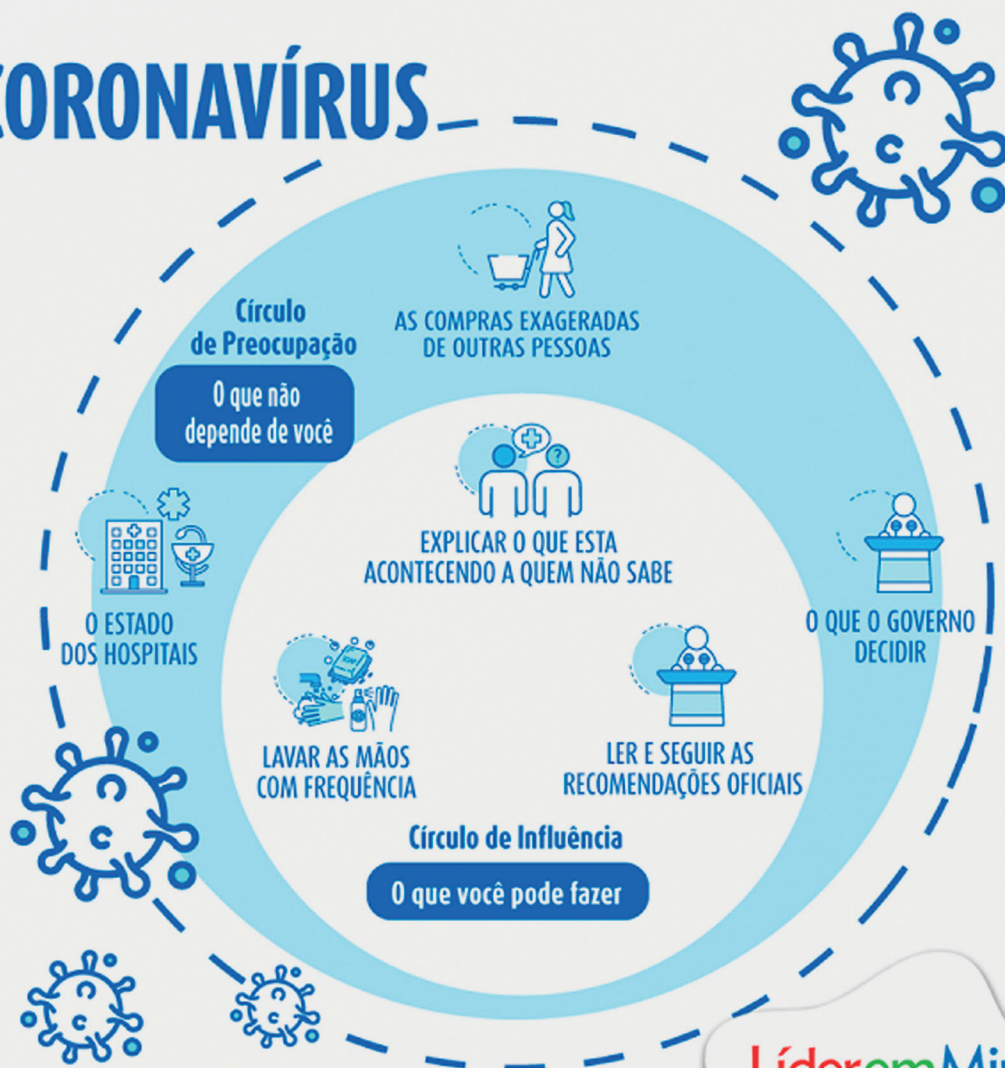 CORONAVÍRUS
AS COMPRAS EXAGERADAS
DE OUTRAS PESSOAS
Círculo
de Preocupação
O que não
depende de você
EXPLICAR O QUE ESTA
ACONTECENDO A QUEM NÃO SABE
O ESTADO
DOS HOSPITAIS
O QUE O GOVERNO
DECIDIR
LAVAR AS MÃOS
COM FREQUÊNCIA
LER E SEGUIR AS
RECOMENDAÇÕES OFICIAIS
Círculo de Influência
O que você pode fazer
Líder em